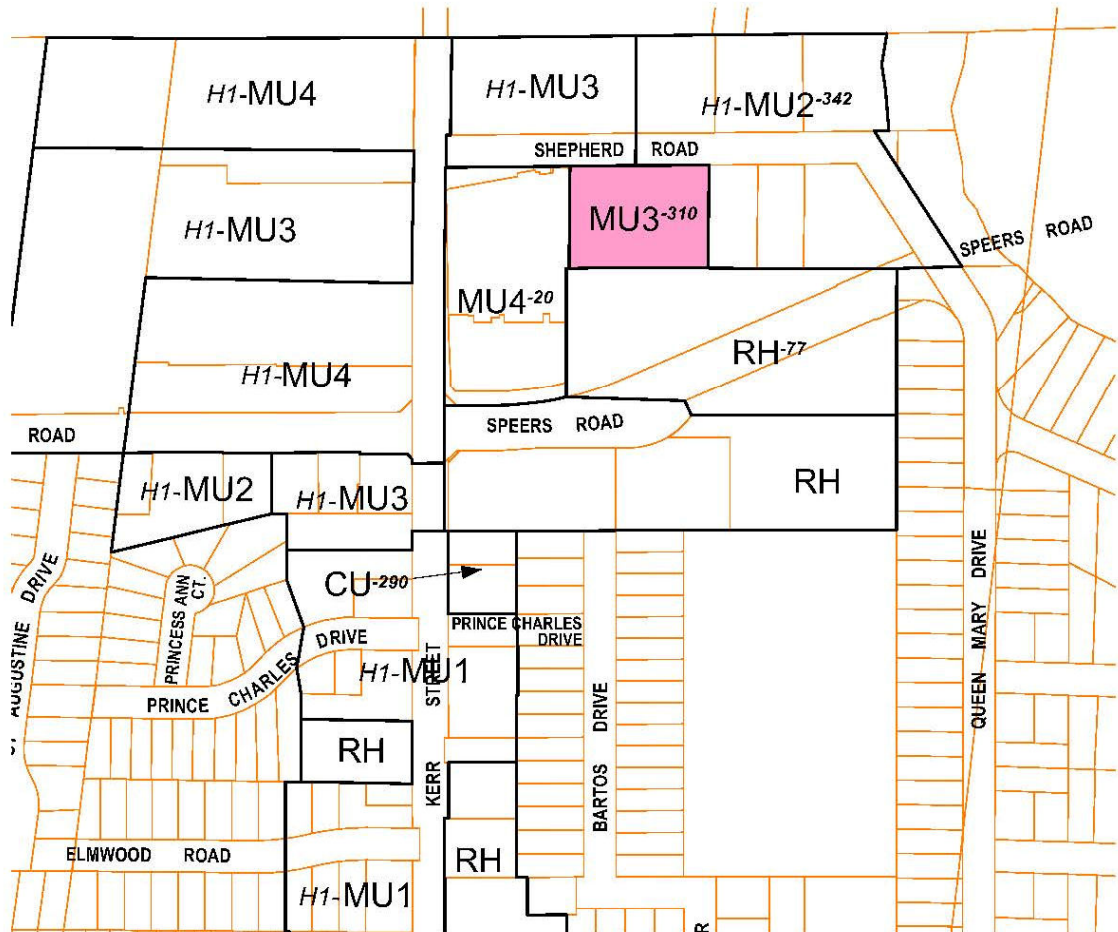 H1-MU4
H1-MU3
H1-MU2-342
SHEPHERD ROAD
MU3-310
H1-MU3
SPEERS ROAD
MU4-20
RH-77
H1-MU4
SPEERS ROAD
ROAD
H1-MU2
H1-MU3
RH
CU-290
PRINCE CHARLES
DRIVE
PRINCESS ANN
CT.
AUGUSTINE DRIVE
PRINCE CHARLES DRIVE
H1-MU1
KERR STREET
BARTOS DRIVE
QUEEN MARY DRIVE
RH
ELMWOOD ROAD
RH
H1-MU1